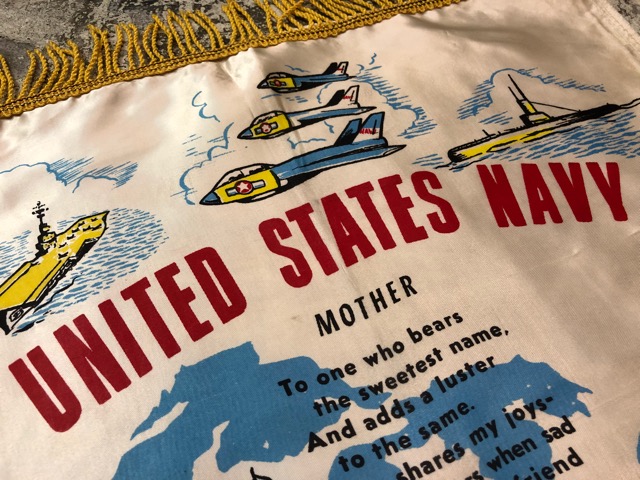 NAVY
UNITED STATES NAVY
MOTHER
To one who bears
the sweetest name,
And adds a luster
to the same.
shares my joys-
when sad
friend